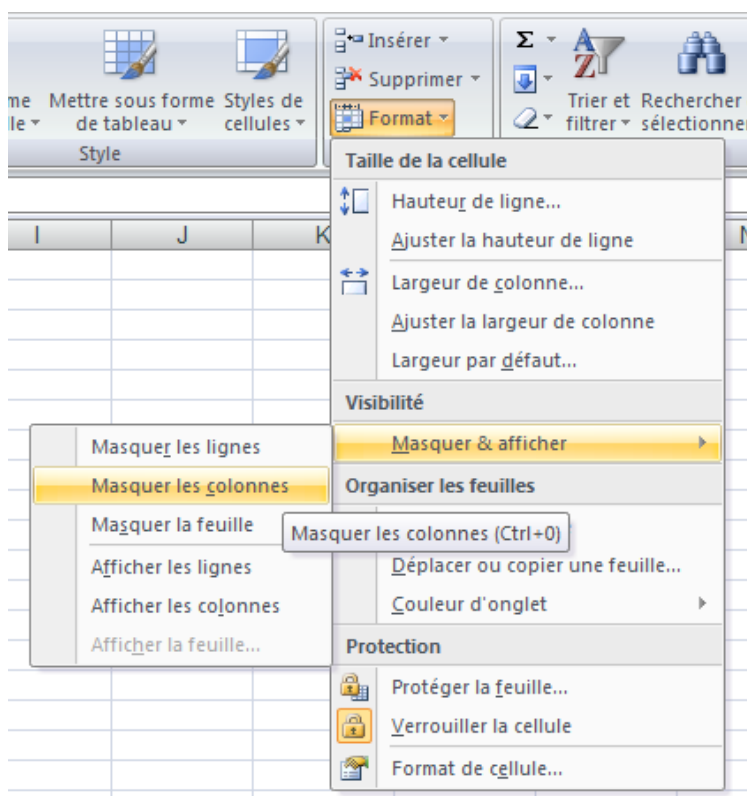 Insérer
Supprimer
Format
Σ
A
Z
me
le
Mettre sous forme
de tableau
Styles de
cellules
Trier et
filtrer
Rechercher
sélectionne
Style
I J K N
Taille de la cellule
Hauteur de ligne...
Ajuster la hauteur de ligne
Largeur de colonne...
Ajuster la largeur de colonne
Largeur par défaut...
Visibilité
Masquer & afficher
Masquer les lignes
Masquer les colonnes
Masquer la feuille
Afficher les lignes
Afficher les colonnes
Afficher la feuille...
Masquer les colonnes (Ctrl+0)
Organiser les feuilles
Déplacer ou copier une feuille...
Couleur d'onglet
Protection
Protéger la feuille...
Verrouiller la cellule
Format de cellule...